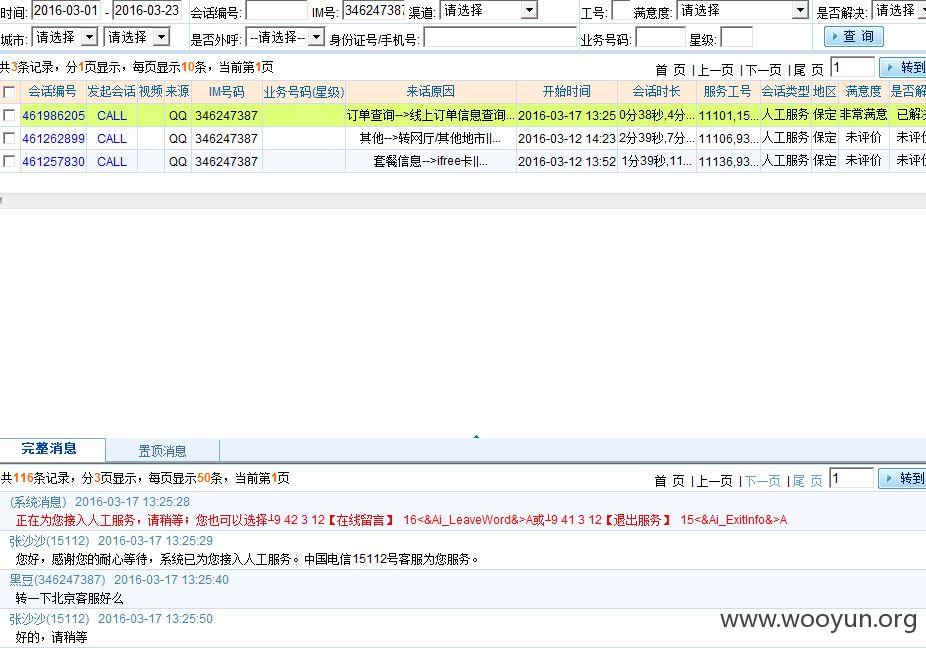 时间: 2016-03-01 - 2016-03-23 会话编号: IM号: 346247387 渠道: 请选择 工号: 满意度: 请选择 是否解决: 请选择
城市: 请选择 请选择 是否外呼: --请选择-- 身份证号/手机号: 业务号码: 星级: 查 询
共3条记录，分1页显示，每页显示10条，当前第1页 首 页 |上一页 |下一页 |尾 页 1 转到
会话编号 发起会话 视频 来源 IM号码 业务号码(星级) 来话原因 开始时间 会话时长 服务工号 会话类型 地区 满意度 是否解
461986205 CALL QQ 346247387 订单查询-->线上订单信息查询... 2016-03-17 13:25 0分38秒,4分... 11101,15... 人工服务 保定 非常满意 已解
461262899 CALL QQ 346247387 其他-->转网厅/其他地市||... 2016-03-12 14:23 2分39秒,7分... 11106,93... 人工服务 保定 未评价 未评
461257830 CALL QQ 346247387 套餐信息-->ifree卡||... 2016-03-12 13:52 1分39秒,11... 11136,93... 人工服务 保定 未评价 未评
完整消息 置顶消息
共116条记录，分3页显示，每页显示50条，当前第1页 首 页 |上一页 |下一页 |尾 页 1 转到
(系统消息) 2016-03-17 13:25:28
正在为您接入人工服务，请稍等；您也可以选择┘9 42 3 12【在线留言】 16<&Ai_LeaveWord&>A或┘9 41 3 12【退出服务】 15<&Ai_ExitInfo&>A
张沙沙(15112) 2016-03-17 13:25:29
您好，感谢您的耐心等待，系统已为您接入人工服务。中国电信15112号客服为您服务。
黑豆(346247387) 2016-03-17 13:25:40
转一下北京客服好么
张沙沙(15112) 2016-03-17 13:25:50
好的，请稍等
www.wooyun.org